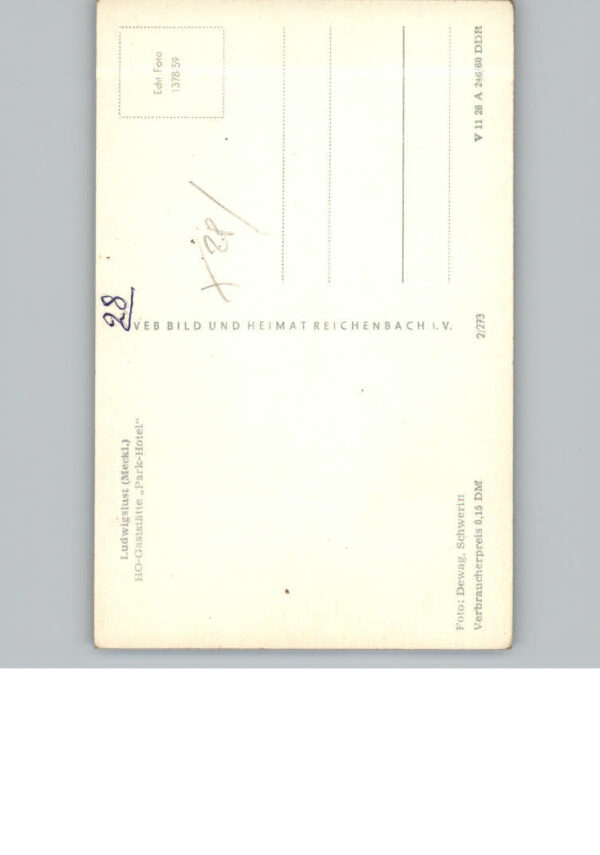 Ludwigslust (Meckl.)
HO-Gaststätte „Park-Hotel“
28
VEB BILD UND HEIMAT REICHENBACH i. V.
Echt Foto
1378 59
x 28/
Foto: Dewag, Schwerin
Verbraucherpreis 0,15 DM
2/273
V 11 28 A 246/60 DDR